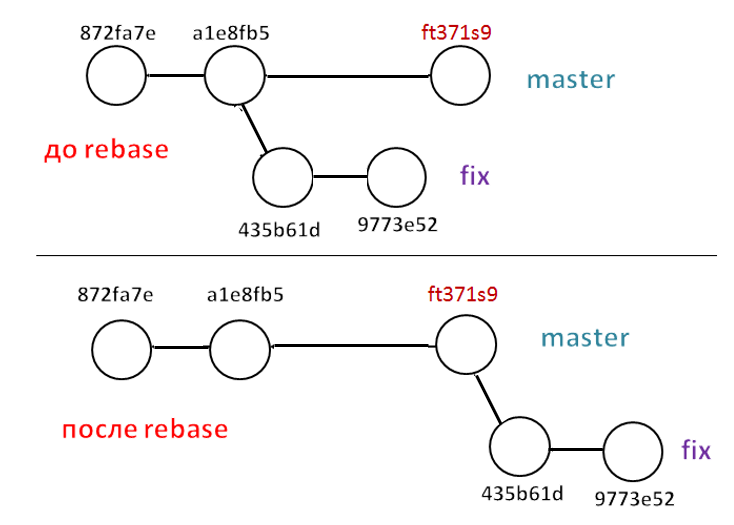 872fa7e a1e8fb5 ft371s9
master
до rebase
fix
435b61d 9773e52
872fa7e a1e8fb5 ft371s9
master
после rebase
fix
435b61d 9773e52